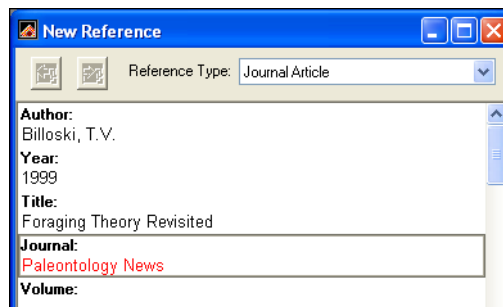 New Reference
Reference Type: Journal Article
Author:
Billoski, T.V.
Year:
1999
Title:
Foraging Theory Revisited
Journal:
Paleontology News
Volume: